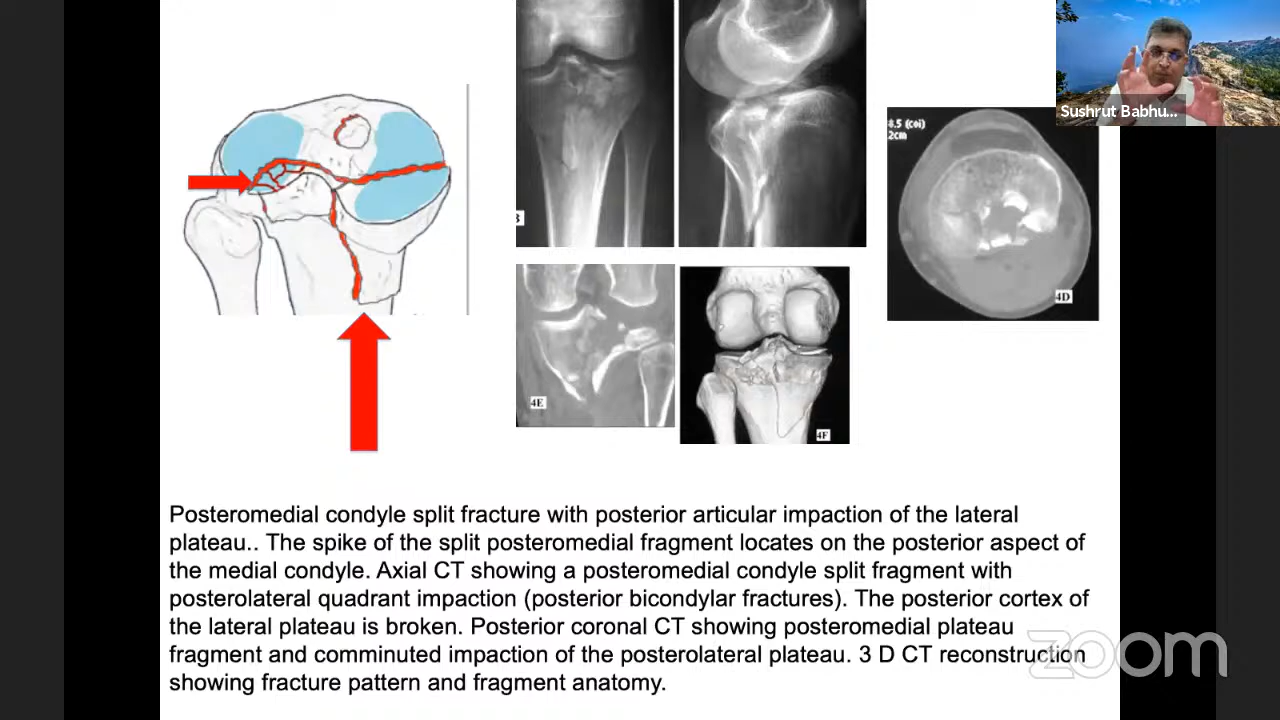 Sushrut Babhu...
8.5 (coi)
2cm
4D
4E
4F
Posteromedial condyle split fracture with posterior articular impaction of the lateral
plateau.. The spike of the split posteromedial fragment locates on the posterior aspect of
the medial condyle. Axial CT showing a posteromedial condyle split fragment with
posterolateral quadrant impaction (posterior bicondylar fractures). The posterior cortex of
the lateral plateau is broken. Posterior coronal CT showing posteromedial plateau
fragment and comminuted impaction of the posterolateral plateau. 3 D CT reconstruction
showing fracture pattern and fragment anatomy.
zoom